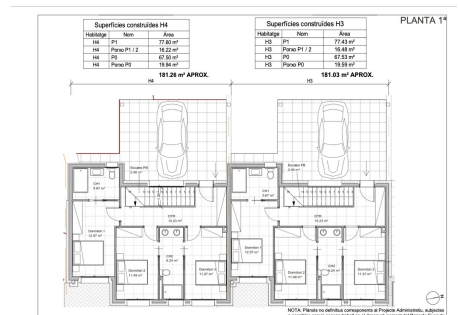 PLANTA 1ª
Superfícies construïdes H4
Habitatge Nom Àrea
H4 P1 77.60 m²
H4 Porxo P1 / 2 16.22 m²
H4 P0 67.50 m²
H4 Porxo P0 19.94 m²
181.26 m² APROX.
Superfícies construïdes H3
Habitatge Nom Àrea
H3 P1 77.43 m²
H3 Porxo P1 / 2 16.48 m²
H3 P0 67.53 m²
H3 Porxo P0 19.59 m²
181.03 m² APROX.
H4
H3
Escales PB
Escales PB
CH1
CH1
DTR
DTR
Dormitori 1
Dormitori 2
CH2
Dormitori 3
Dormitori 1
Dormitori 2
CH2
Dormitori 3
N
NOTA: Plànols no definitius corresponents al Projecte Administratiu, subjectes